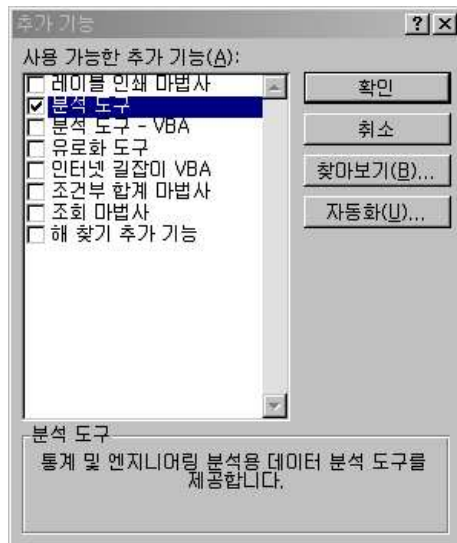 추가 기능
사용 가능한 추가 기능(A):
레이블 인쇄 마법사
분석 도구
분석 도구 - VBA
유로화 도구
인터넷 길잡이 VBA
조건부 합계 마법사
조회 마법사
해 찾기 추가 기능
확인
취소
찾아보기(B)...
자동화(U)...
분석 도구
통계 및 엔지니어링 분석용 데이터 분석 도구를
제공합니다.